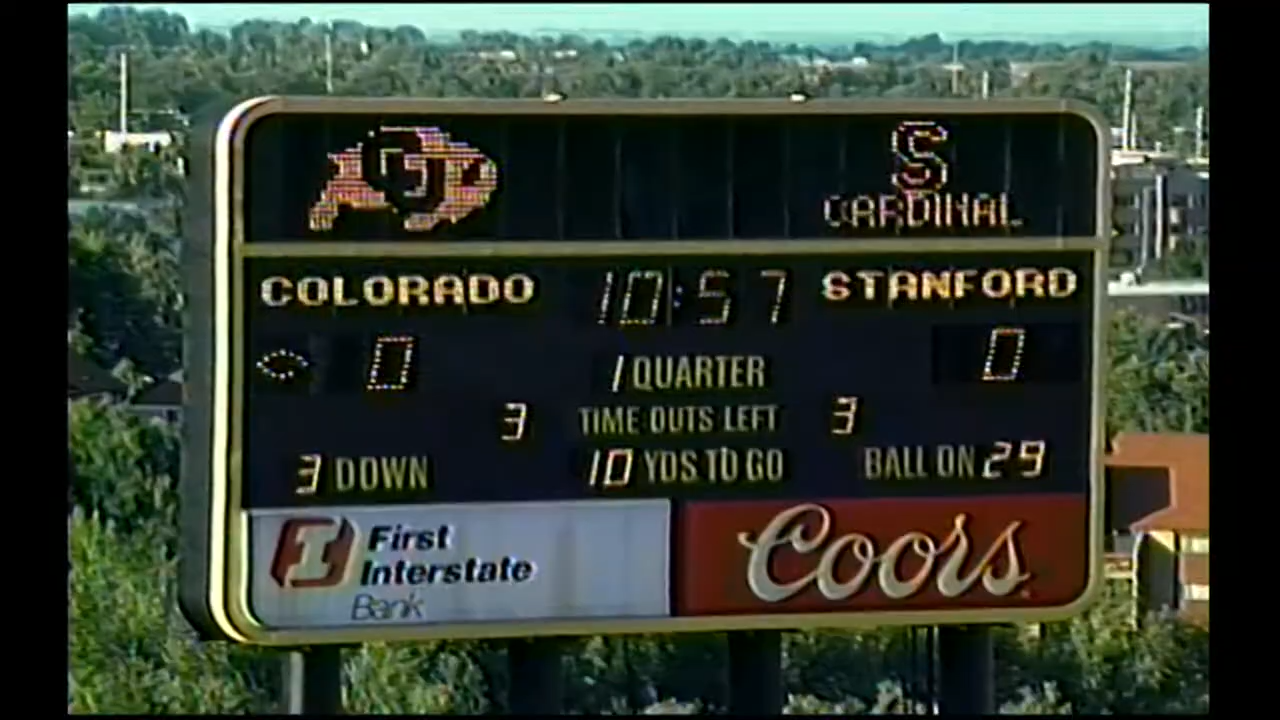 CU
S
CARDINAL
COLORADO 10:57 STANFORD
0 0
1 QUARTER
3 TIME OUTS LEFT 3
3 DOWN 10 YDS TO GO BALL ON 29
I First
Interstate
Bank
Coors